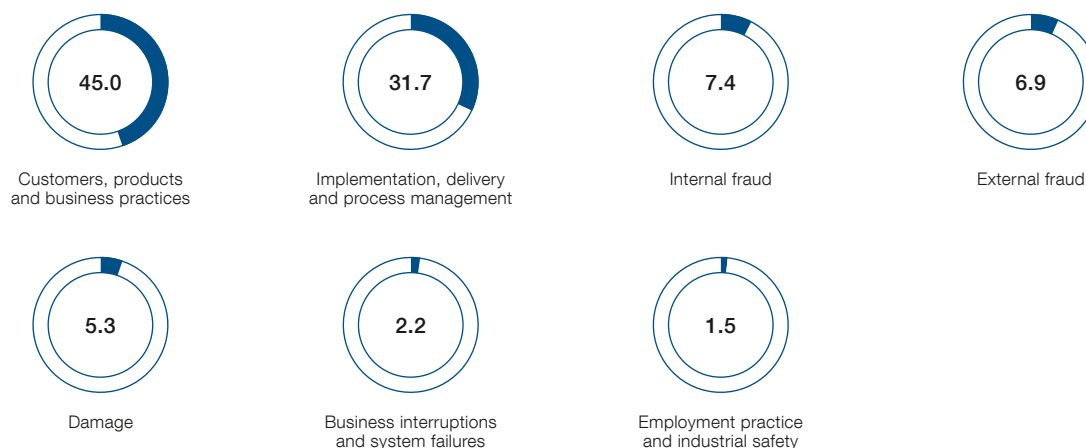 45.0
31.7
7.4
6.9
Customers, products
and business practices
Implementation, delivery
and process management
Internal fraud
External fraud
5.3
2.2
1.5
Damage
Business interruptions
and system failures
Employment practice
and industrial safety